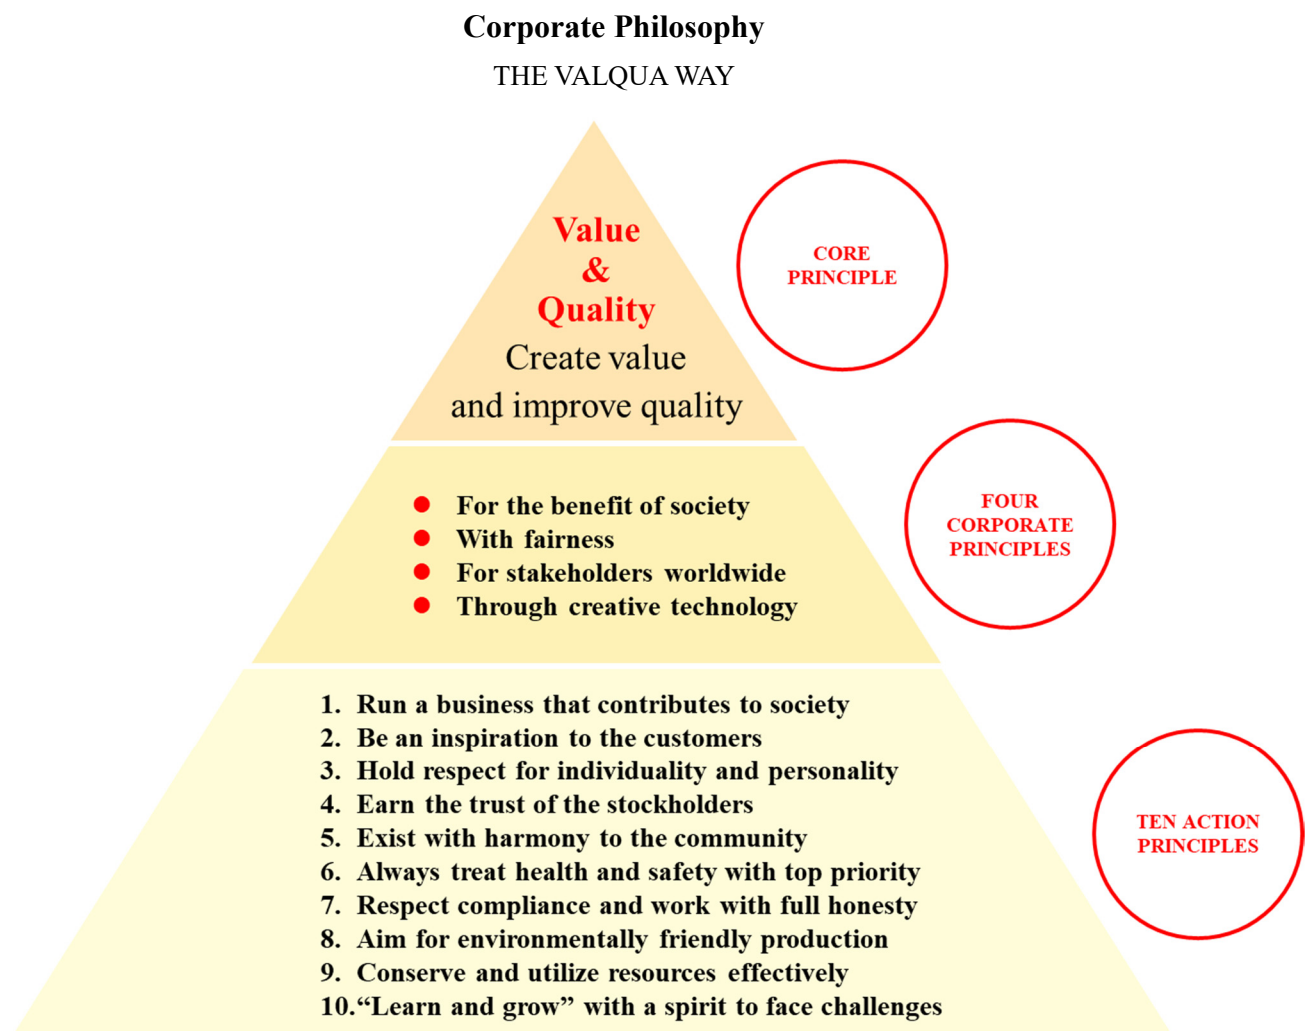 Corporate Philosophy
THE VALQUA WAY
Value
&
Quality
Create value
and improve quality
CORE
PRINCIPLE
● For the benefit of society
● With fairness
● For stakeholders worldwide
● Through creative technology
FOUR
CORPORATE
PRINCIPLES
1. Run a business that contributes to society
2. Be an inspiration to the customers
3. Hold respect for individuality and personality
4. Earn the trust of the stockholders
5. Exist with harmony to the community
6. Always treat health and safety with top priority
7. Respect compliance and work with full honesty
8. Aim for environmentally friendly production
9. Conserve and utilize resources effectively
10.“Learn and grow” with a spirit to face challenges
TEN ACTION
PRINCIPLES